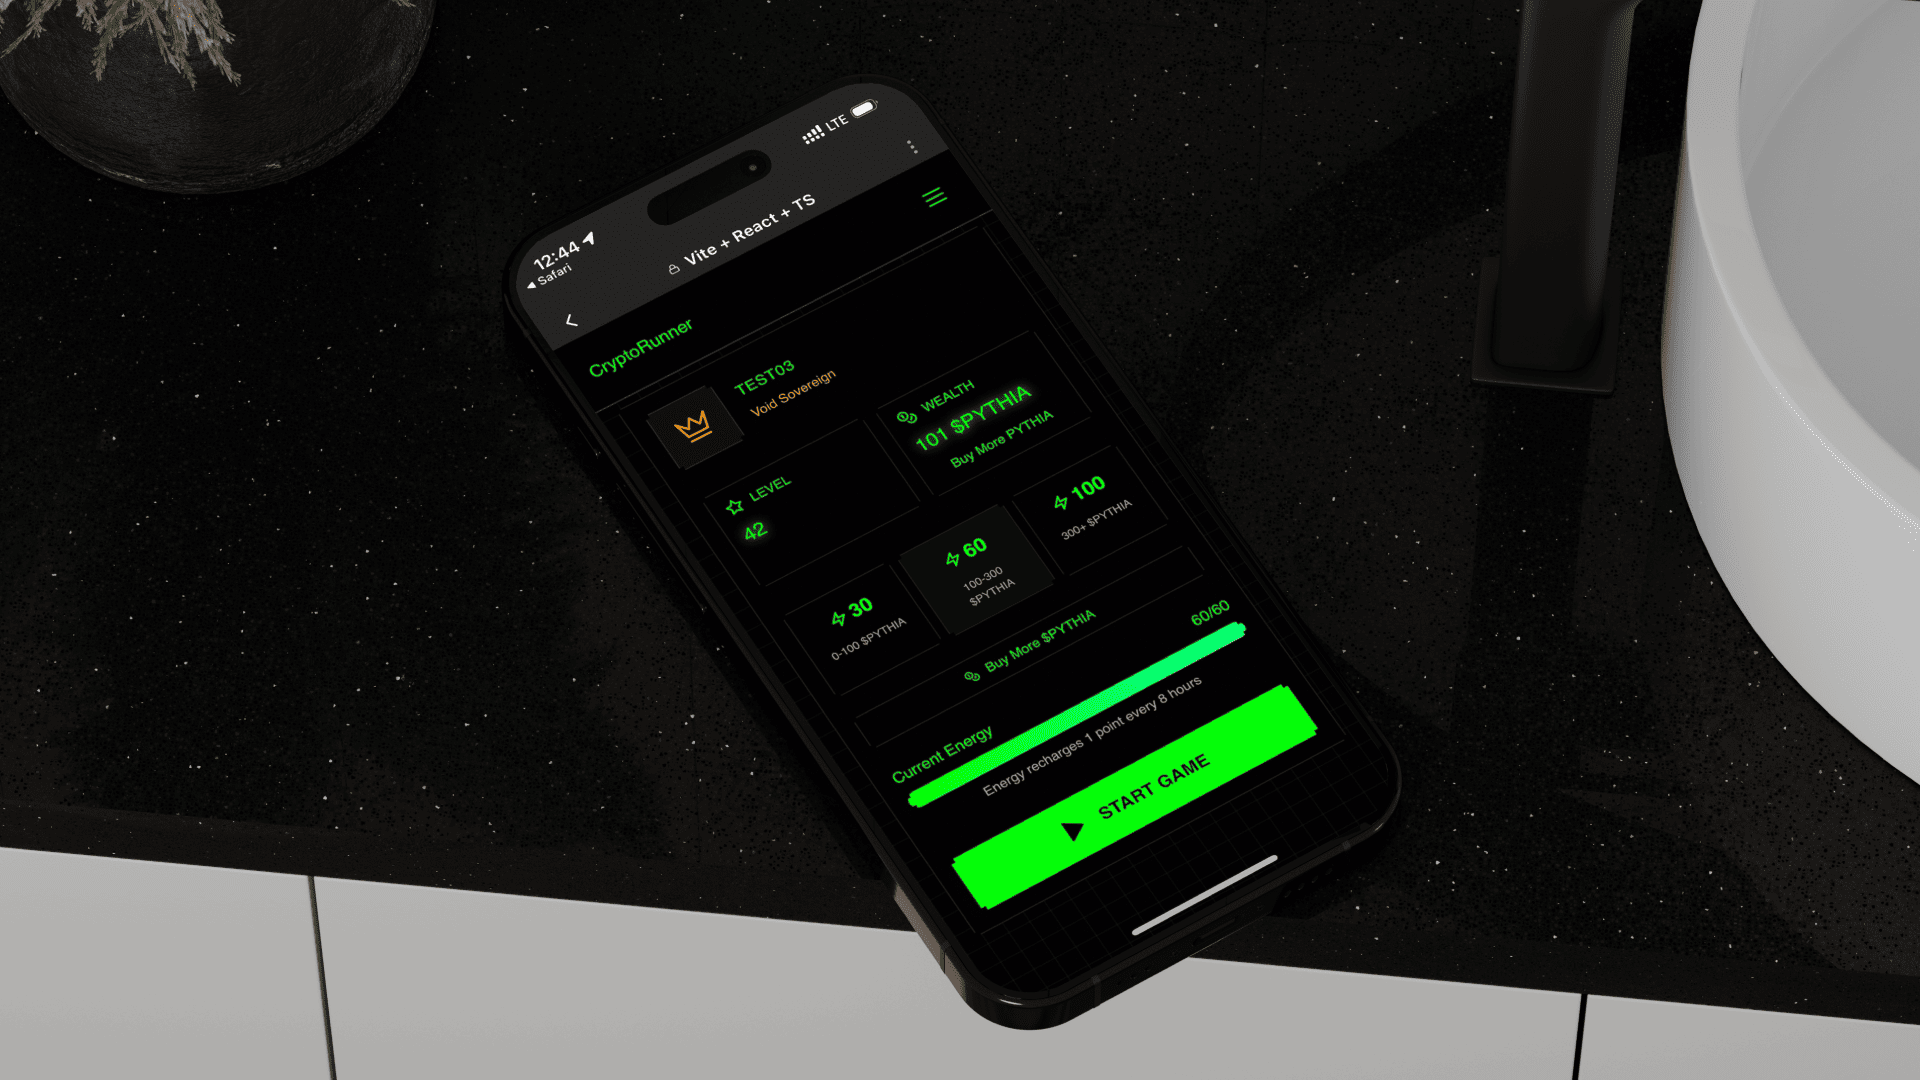 12:44
LTE
Safari
Vite + React + TS
CryptoRunner
TEST03
Void Sovereign
LEVEL
42
WEALTH
101 $PYTHIA
Buy More PYTHIA
30
0-100 $PYTHIA
60
100-300
$PYTHIA
100
300+ $PYTHIA
Buy More $PYTHIA
Current Energy
60/60
Energy recharges 1 point every 8 hours
START GAME